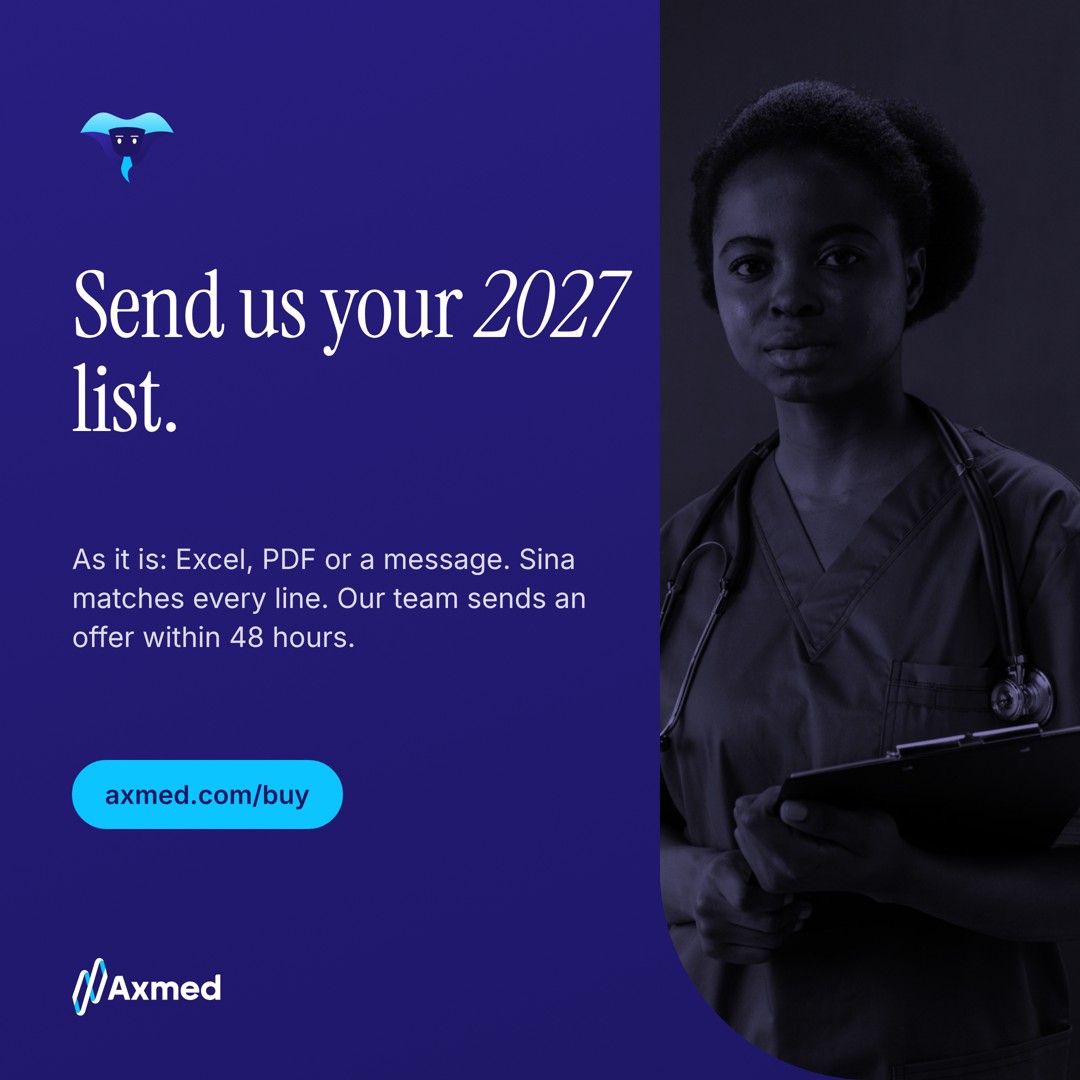 Send us your 2027
list.
As it is: Excel, PDF or a message. Sina
matches every line. Our team sends an
offer within 48 hours.
axmed.com/buy
Axmed